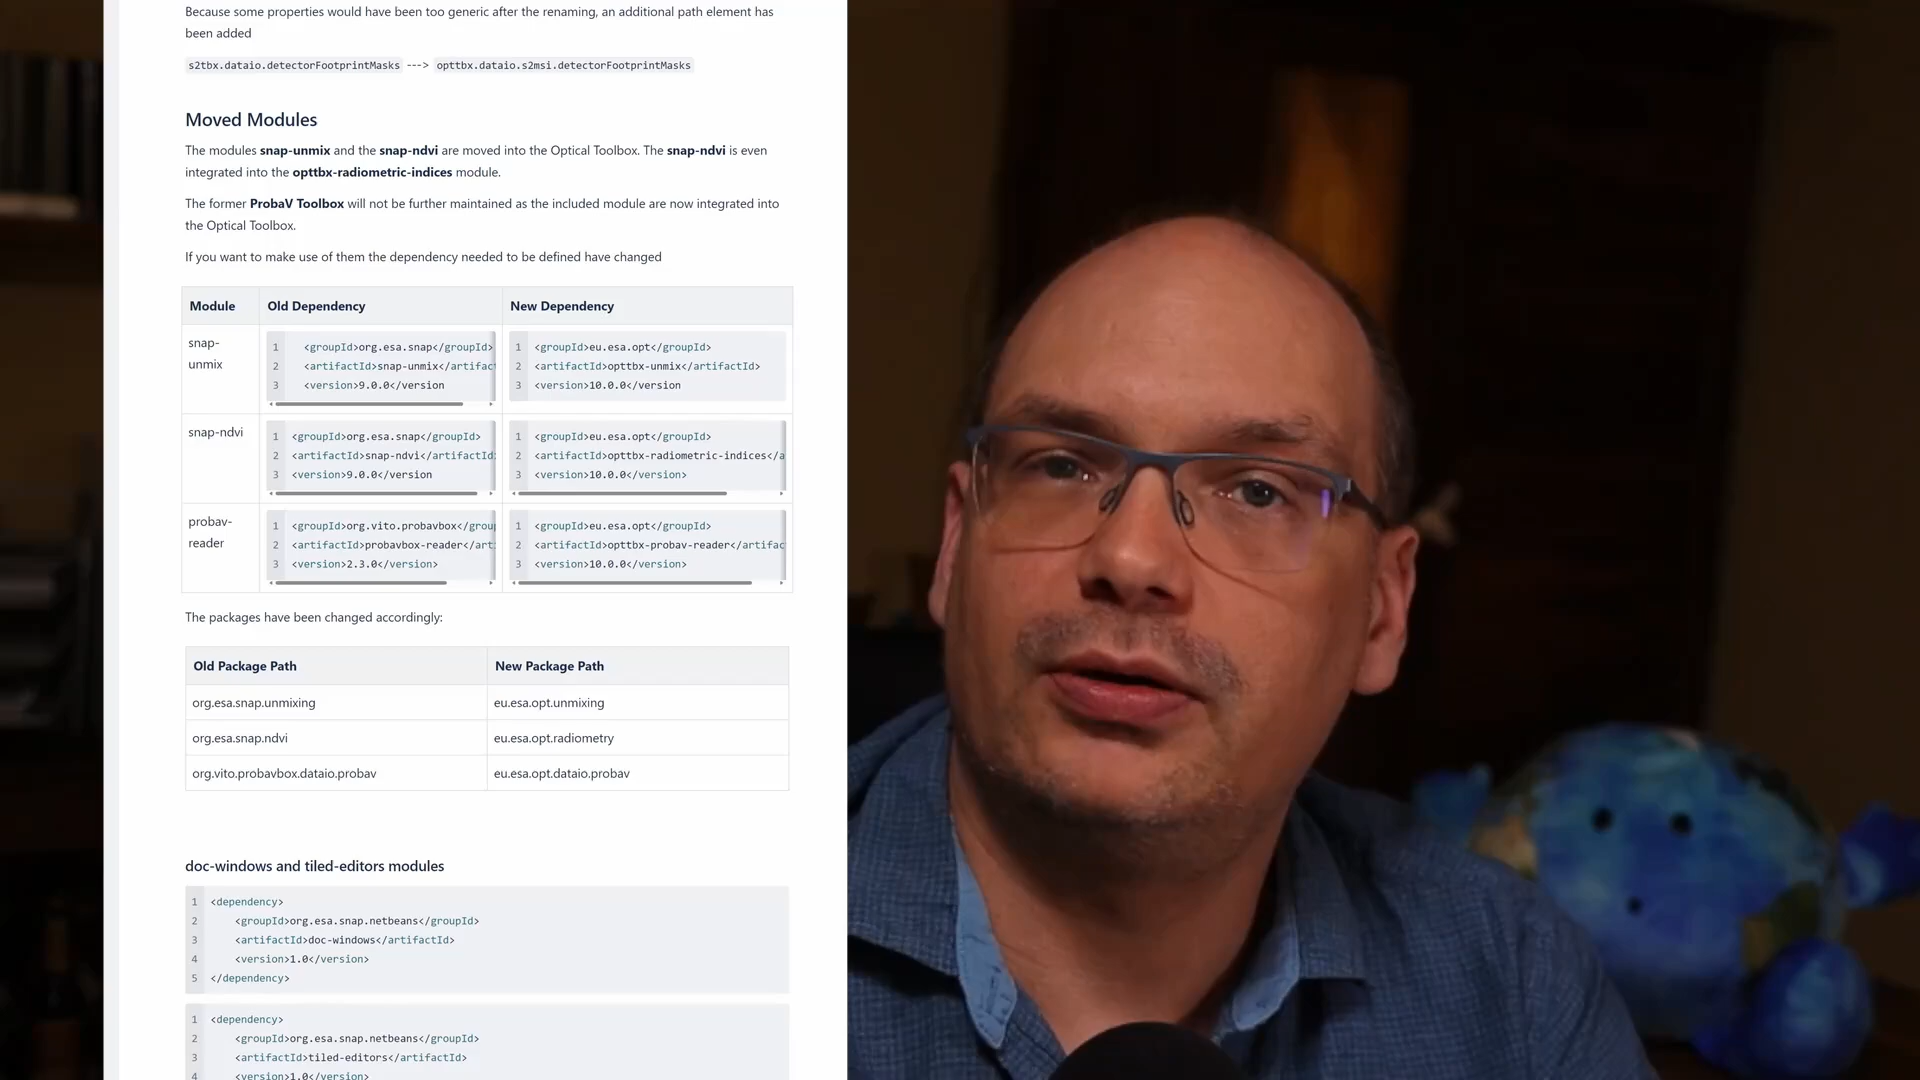 Because some properties would have been too generic after the renaming, an additional path element has
been added
s2tbx.dataio.detectorFootprintMasks ---> opttbx.dataio.s2msi.detectorFootprintMasks
Moved Modules
The modules snap-unmix and the snap-ndvi are moved into the Optical Toolbox. The snap-ndvi is even
integrated into the opttbx-radiometric-indices module.
The former ProbaV Toolbox will not be further maintained as the included module are now integrated into
the Optical Toolbox.
If you want to make use of them the dependency needed to be defined have changed
Module Old Dependency New Dependency
snap-
unmix
1 <groupId>org.esa.snap</groupId>
2 <artifactId>snap-unmix</artifact
3 <version>9.0.0</version
1 <groupId>eu.esa.opt</groupId>
2 <artifactId>opttbx-unmix</artifactId>
3 <version>10.0.0</version
snap-ndvi
1 <groupId>org.esa.snap</groupId>
2 <artifactId>snap-ndvi</artifactId
3 <version>9.0.0</version
1 <groupId>eu.esa.opt</groupId>
2 <artifactId>opttbx-radiometric-indices</a
3 <version>10.0.0</version>
probav-
reader
1 <groupId>org.vito.probavbox</group
2 <artifactId>probavbox-reader</arti
3 <version>2.3.0</version>
1 <groupId>eu.esa.opt</groupId>
2 <artifactId>opttbx-probav-reader</artifac
3 <version>10.0.0</version>
The packages have been changed accordingly:
Old Package Path New Package Path
org.esa.snap.unmixing eu.esa.opt.unmixing
org.esa.snap.ndvi eu.esa.opt.radiometry
org.vito.probavbox.dataio.probav eu.esa.opt.dataio.probav
doc-windows and tiled-editors modules
1 <dependency>
2 <groupId>org.esa.snap.netbeans</groupId>
3 <artifactId>doc-windows</artifactId>
4 <version>1.0</version>
5 </dependency>
1 <dependency>
2 <groupId>org.esa.snap.netbeans</groupId>
3 <artifactId>tiled-editors</artifactId>
4 <version>1.0</version>